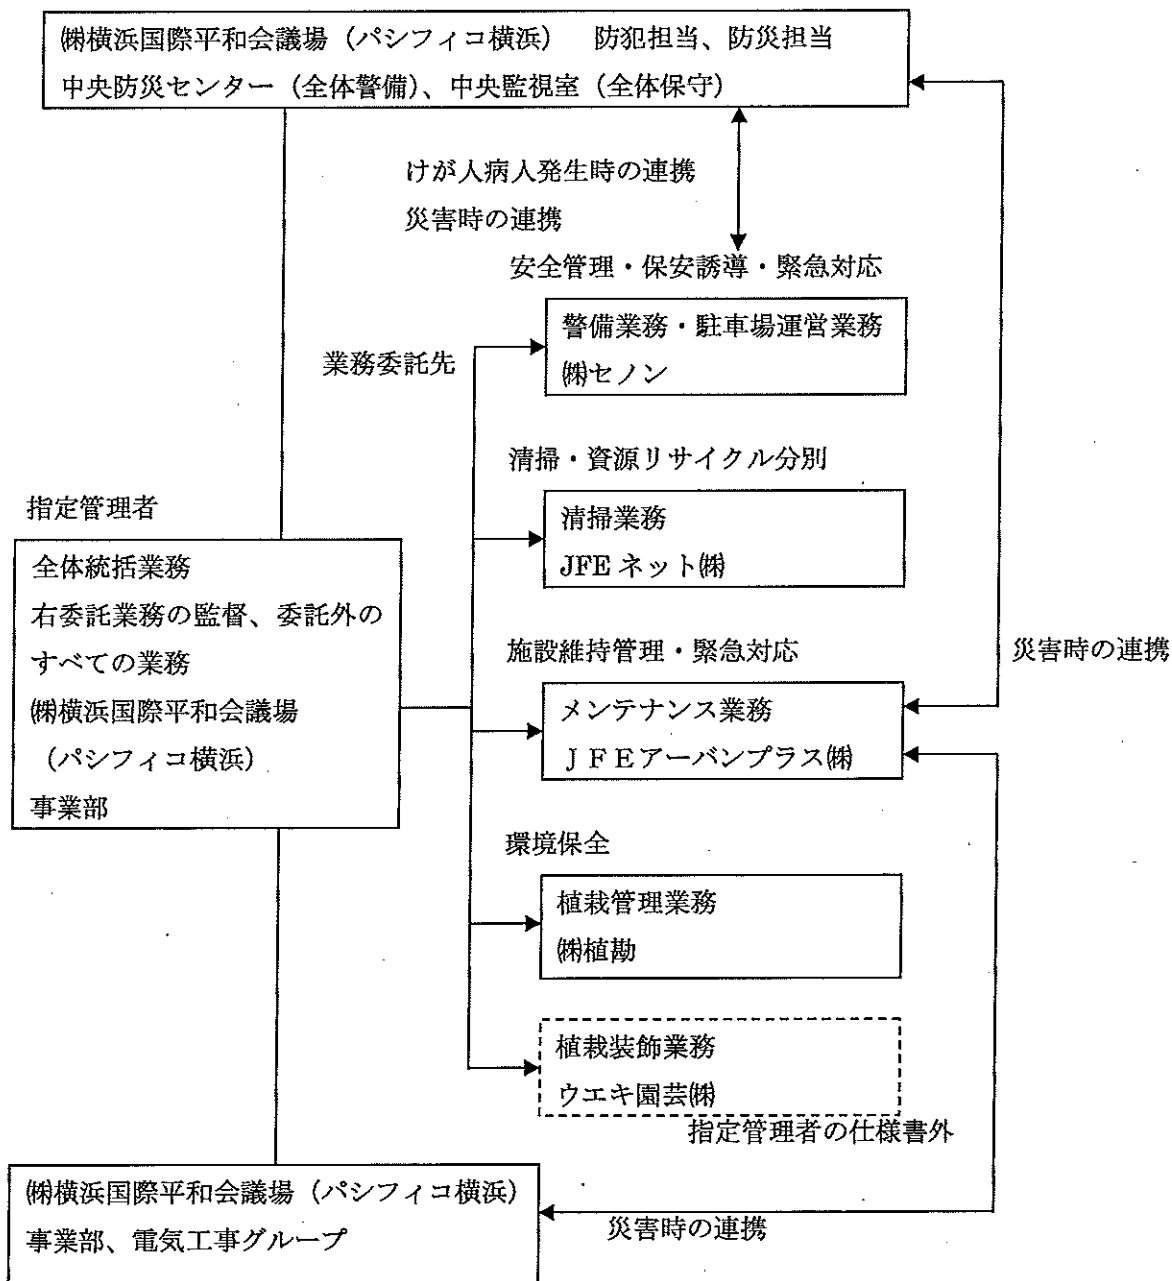 ㈱横浜国際平和会議場（パシフィコ横浜）　防犯担当、防災担当
中央防災センター（全体警備）、中央監視室（全体保守）
けが人病人発生時の連携
災害時の連携
安全管理・保安誘導・緊急対応
警備業務・駐車場運営業務
㈱セノン
業務委託先
清掃・資源リサイクル分別
清掃業務
JFEネット㈱
指定管理者
全体統括業務
右委託業務の監督、委託外の
すべての業務
㈱横浜国際平和会議場
（パシフィコ横浜）
事業部
施設維持管理・緊急対応
メンテナンス業務
ＪＦＥアーバンプラス㈱
災害時の連携
環境保全
植栽管理業務
㈱植勘
植栽装飾業務
ウエキ園芸㈱
指定管理者の仕様書外
㈱横浜国際平和会議場（パシフィコ横浜）
事業部、電気工事グループ
災害時の連携